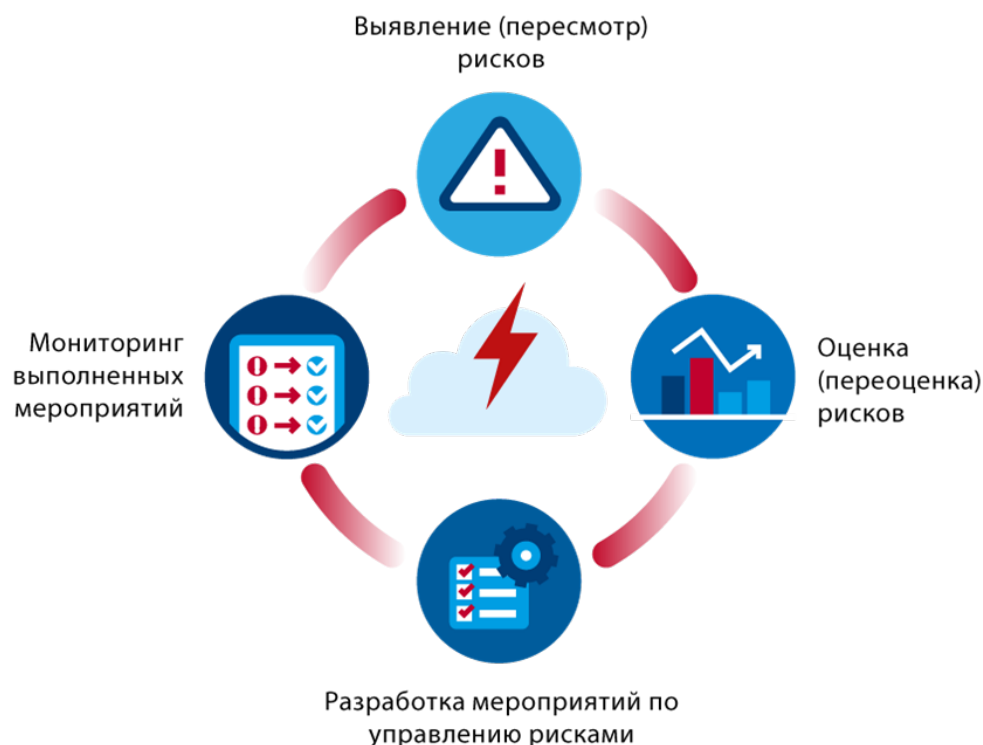 Выявление (пересмотр)
рисков
Оценка
(переоценка)
рисков
Разработка мероприятий по
управлению рисками
Мониторинг
выполненных
мероприятий